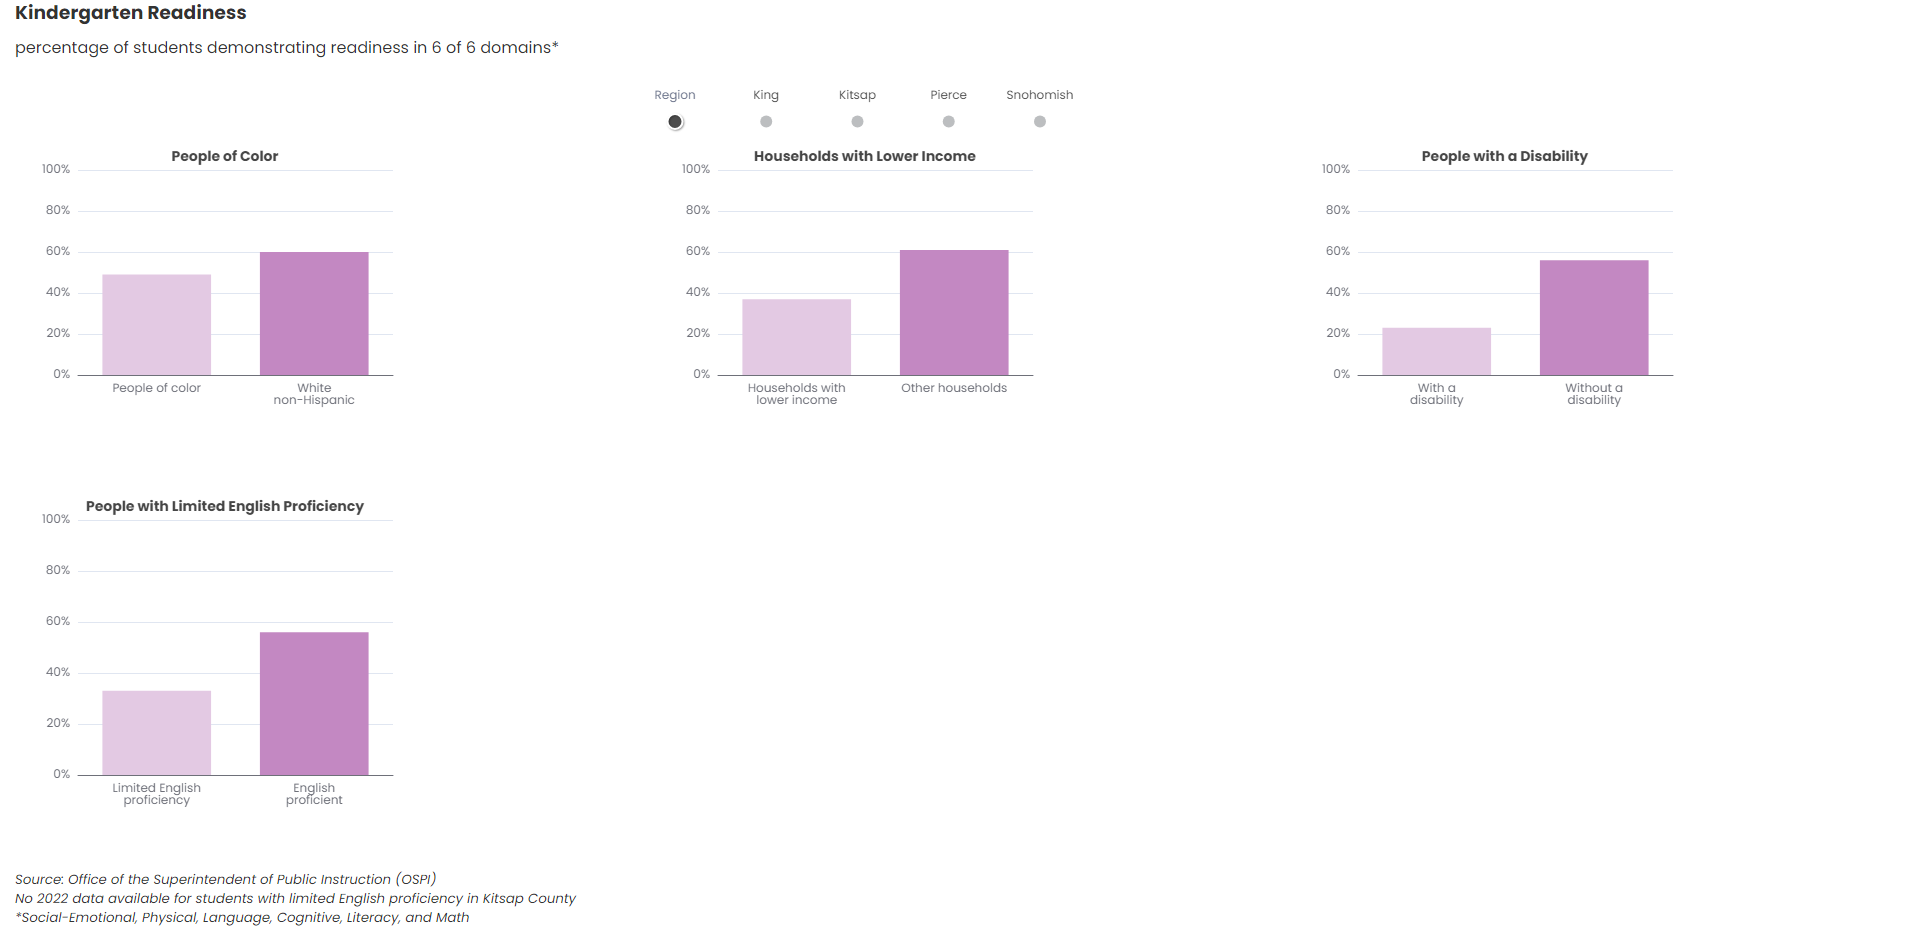 Kindergarten Readiness
percentage of students demonstrating readiness in 6 of 6 domains*
Region King Kitsap Pierce Snohomish
People of Color
100%
80%
60%
40%
20%
0%
People of color
White
non-Hispanic
Households with Lower Income
100%
80%
60%
40%
20%
0%
Households with
lower income
Other households
People with a Disability
100%
80%
60%
40%
20%
0%
With a
disability
Without a
disability
People with Limited English Proficiency
100%
80%
60%
40%
20%
0%
Limited English
proficiency
English
proficient
Source: Office of the Superintendent of Public Instruction (OSPI)
No 2022 data available for students with limited English proficiency in Kitsap County
*Social-Emotional, Physical, Language, Cognitive, Literacy, and Math